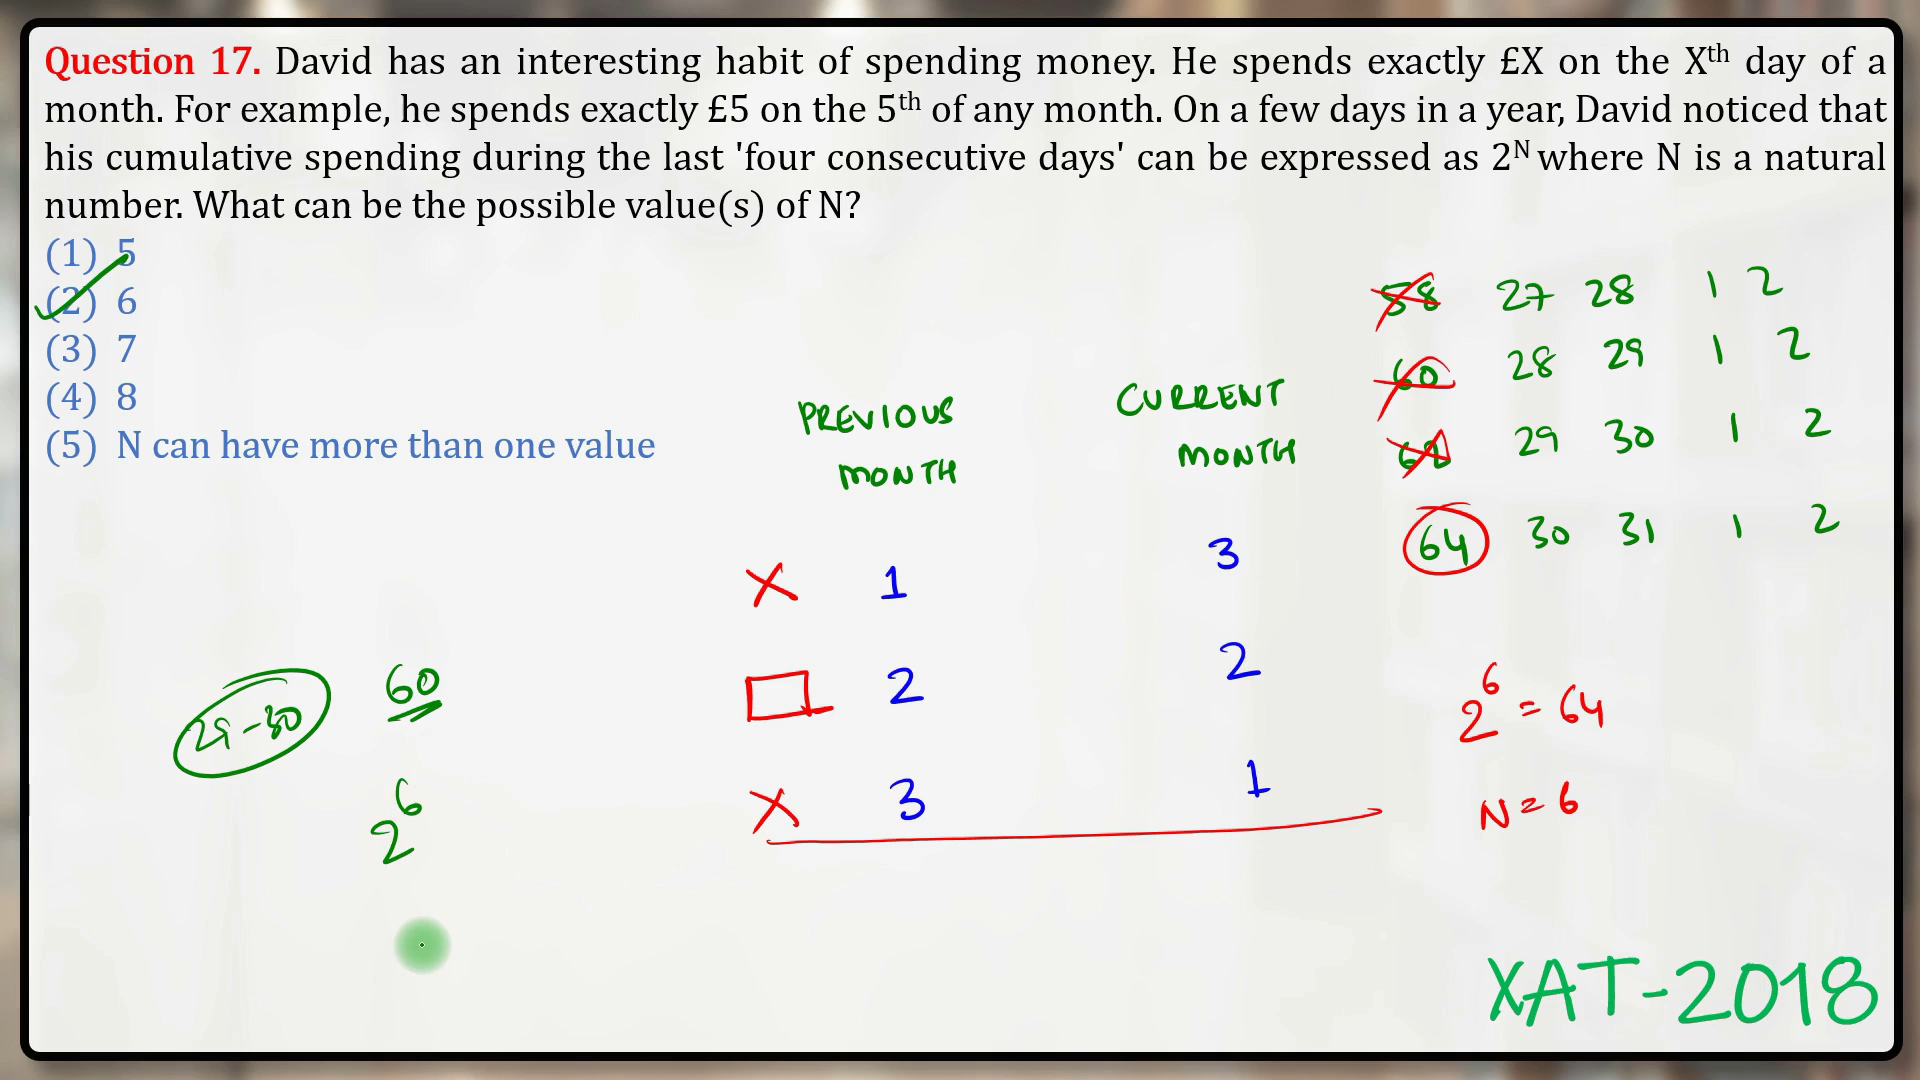 Question 17. David has an interesting habit of spending money. He spends exactly £X on the Xth day of a
month. For example, he spends exactly £5 on the 5th of any month. On a few days in a year, David noticed that
his cumulative spending during the last 'four consecutive days' can be expressed as 2^N where N is a natural
number. What can be the possible value(s) of N?
(1) 5
(2) 6
(3) 7
(4) 8
(5) N can have more than one value
58 27 28 1 2
60 28 29 1 2
62 29 30 1 2
64 30 31 1 2
PREVIOUS
MONTH
CURRENT
MONTH
X 1 3
2 2
X 3 1
29-30 60
2^6
2^6 = 64
N = 6
XAT-2018